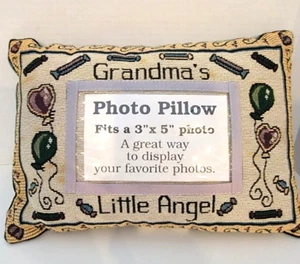 Grandma's
Photo Pillow
Fits a 3"x 5" photo
A great way
to display
your favorite photos.
Little Angel